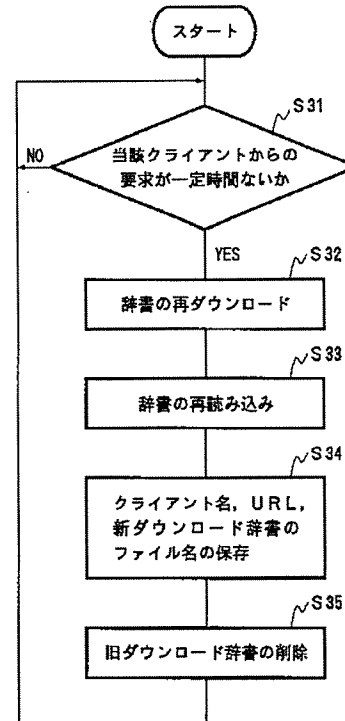 スタート
S31
当該クライアントからの
要求が一定時間ないか
NO
YES
S32
辞書の再ダウンロード
S33
辞書の再読み込み
S34
クライアント名，URL，
新ダウンロード辞書の
ファイル名の保存
S35
旧ダウンロード辞書の削除